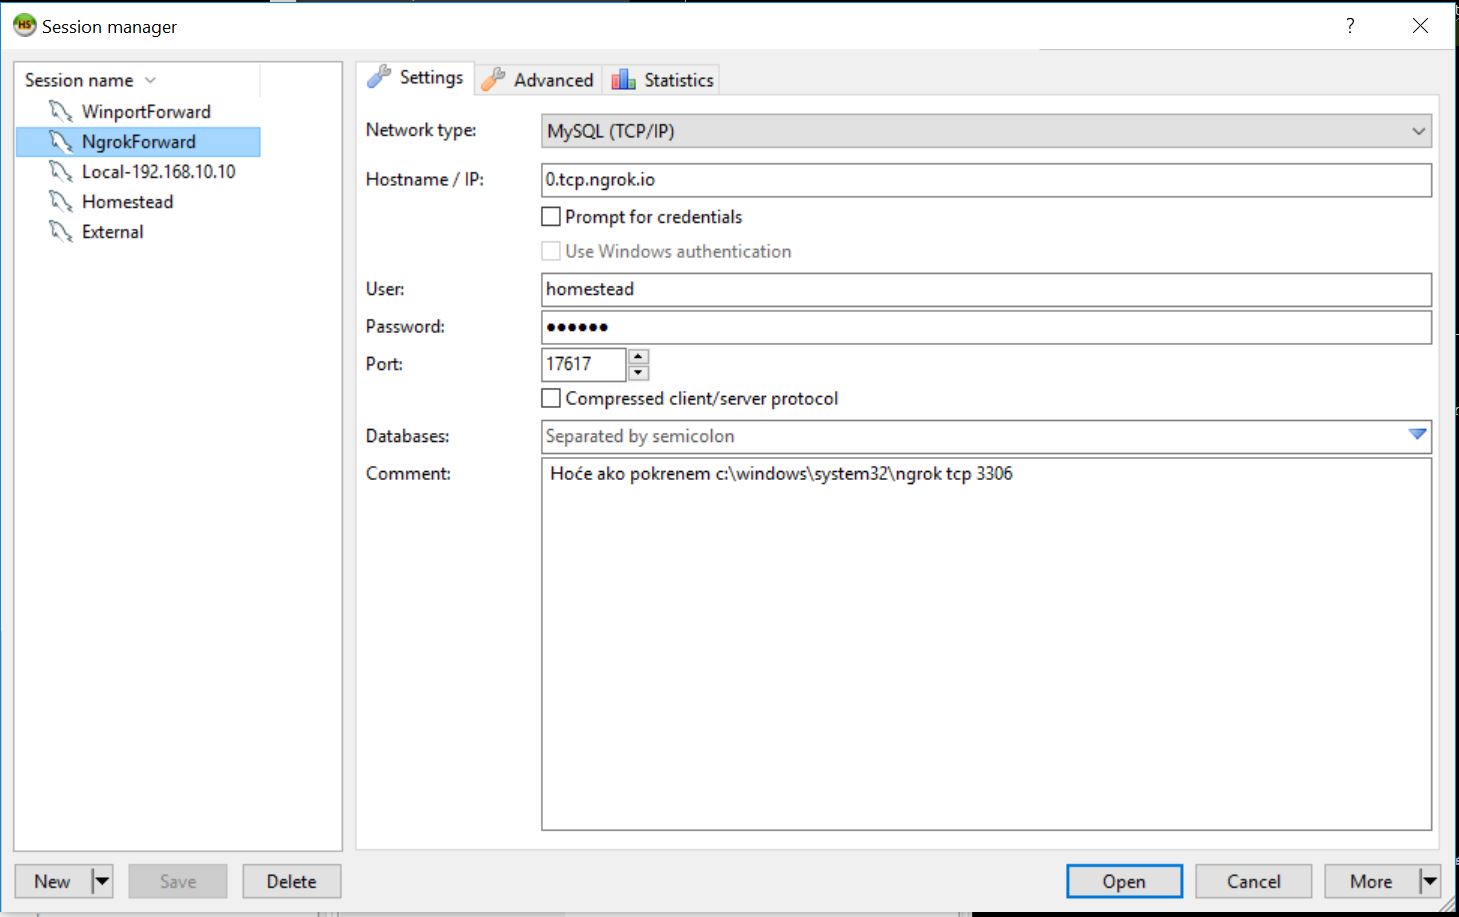 HS Session manager ?
Session name
WinportForward
NgrokForward
Local-192.168.10.10
Homestead
External
Settings Advanced Statistics
Network type: MySQL (TCP/IP)
Hostname / IP: 0.tcp.ngrok.io
Prompt for credentials
Use Windows authentication
User: homestead
Password: ●●●●●●
Port: 17617
Compressed client/server protocol
Databases: Separated by semicolon
Comment: Hoće ako pokrenem c:\windows\system32\ngrok tcp 3306
New Save Delete Open Cancel More